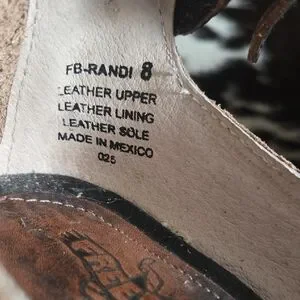 FB-RANDI 8
LEATHER UPPER
LEATHER LINING
LEATHER SOLE
MADE IN MEXICO
025